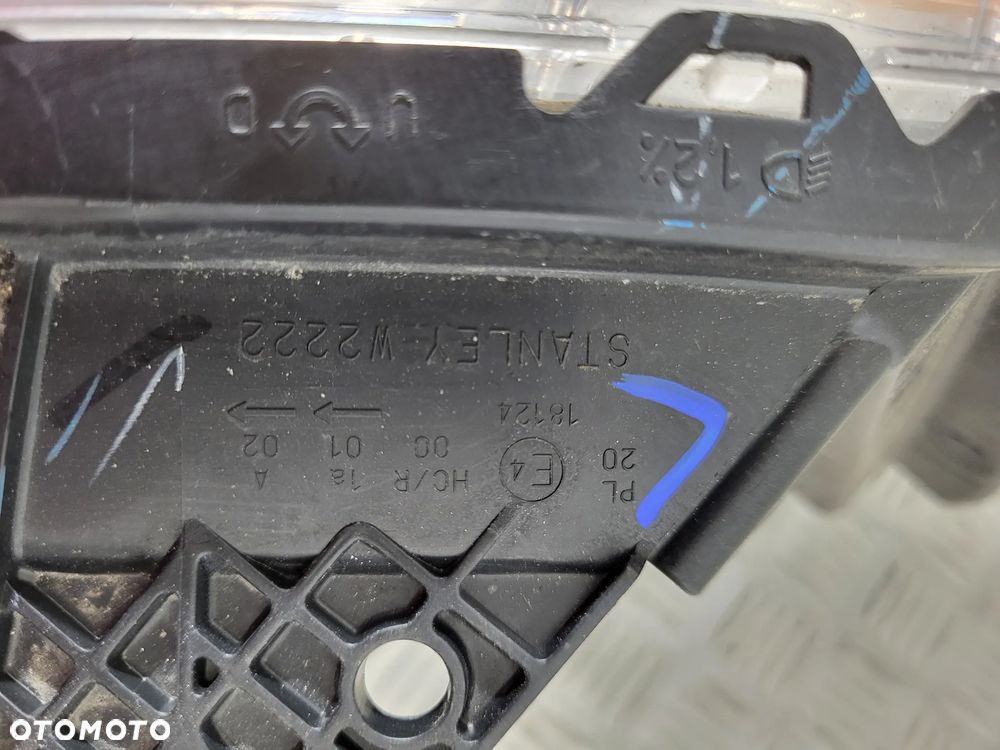 PL E4 HC/R 1a A
20 00 01 02
18124
STANLEY-W2222
1,2%
U D
OTOMOTO